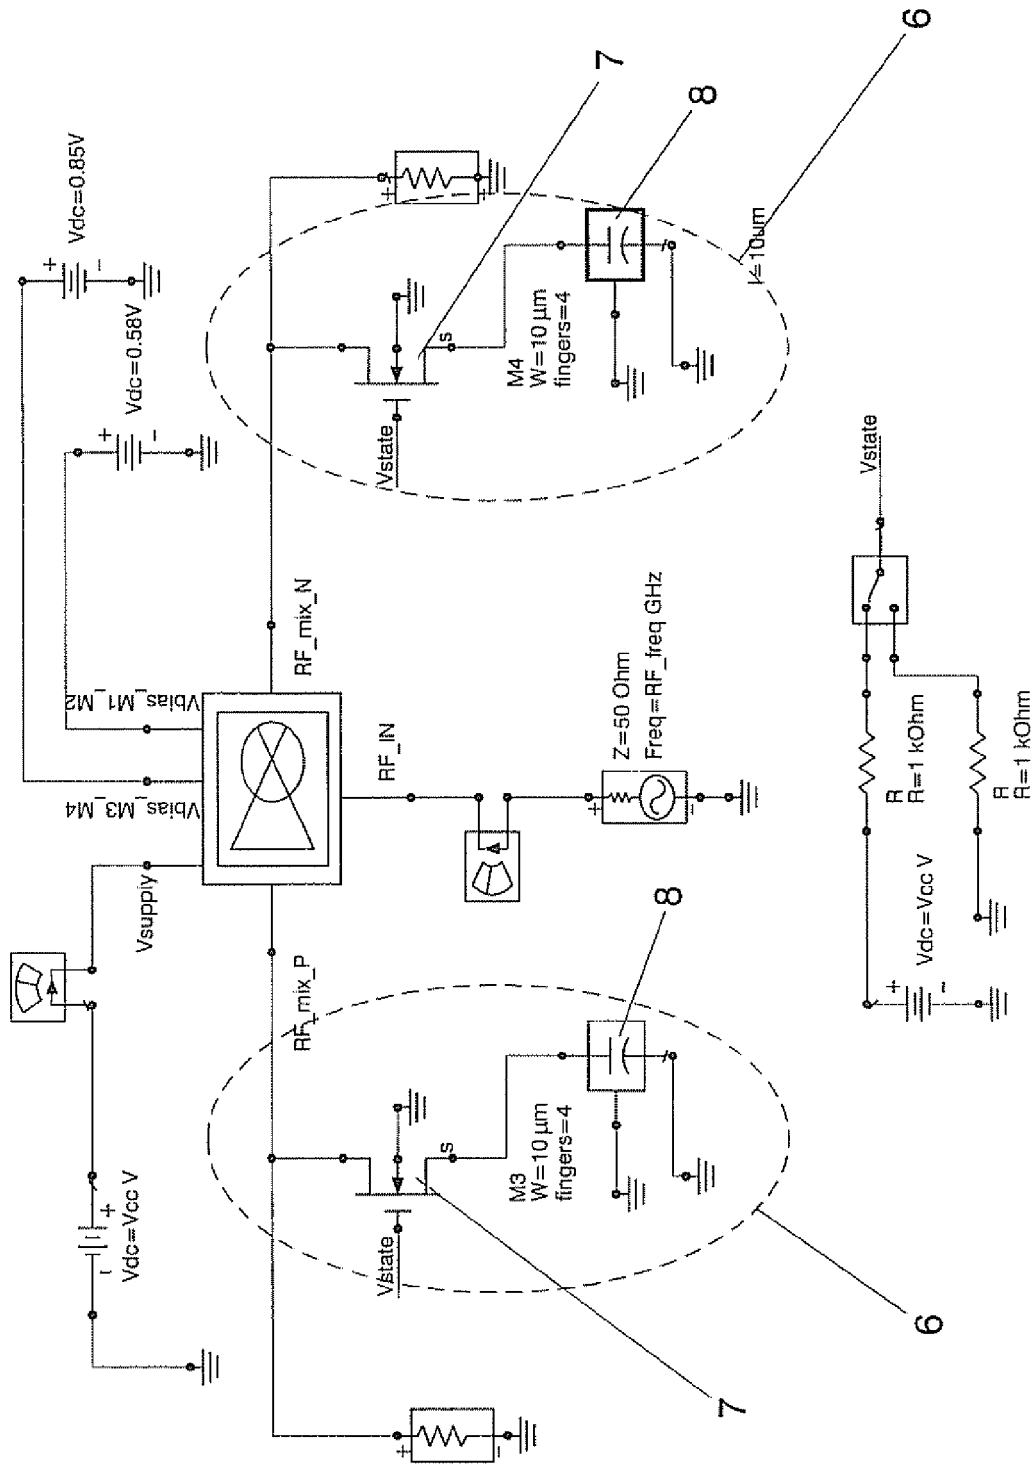 Vdc=Vcc V
+
-
Vsupply
Vbias_M3_M4
Vbias_M1_M2
Vdc=0.58V
+
-
Vdc=0.85V
+
-
RF_mix_P
RF_mix_N
RF_IN
+
-
Vstate
S
M3
W=10 µm
fingers=4
7
8
6
+
-
Z=50 Ohm
Freq=RF_freq GHz
Vstate
S
M4
W=10 µm
fingers=4
7
8
6
+
+
Vdc=Vcc V
+
-
R
R=1 kOhm
R
R=1 kOhm
Vstate